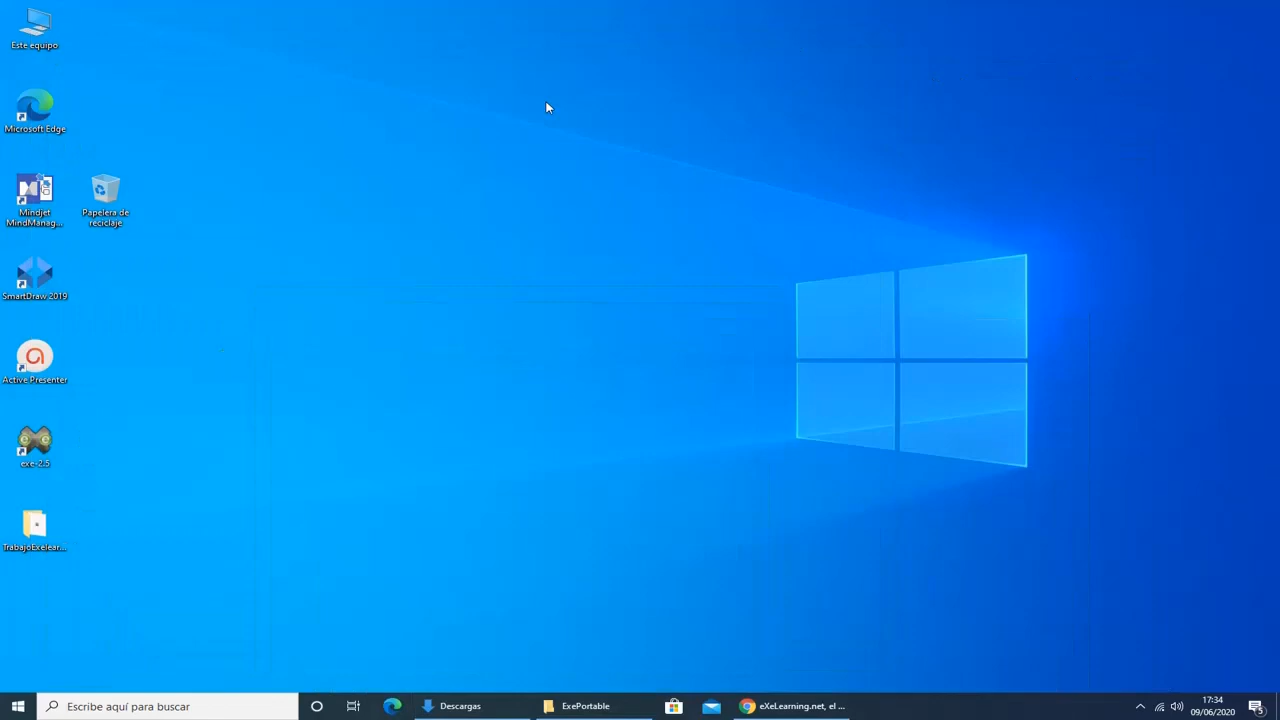 Este equipo
Microsoft Edge
Mindjet
MindManag...
Papelera de
reciclaje
SmartDraw 2019
Active Presenter
exe-2.5
TrabajoExelear...
Escribe aquí para buscar
Descargas
ExePortable
eXeLearning.net, el ...
17:34
09/06/2020